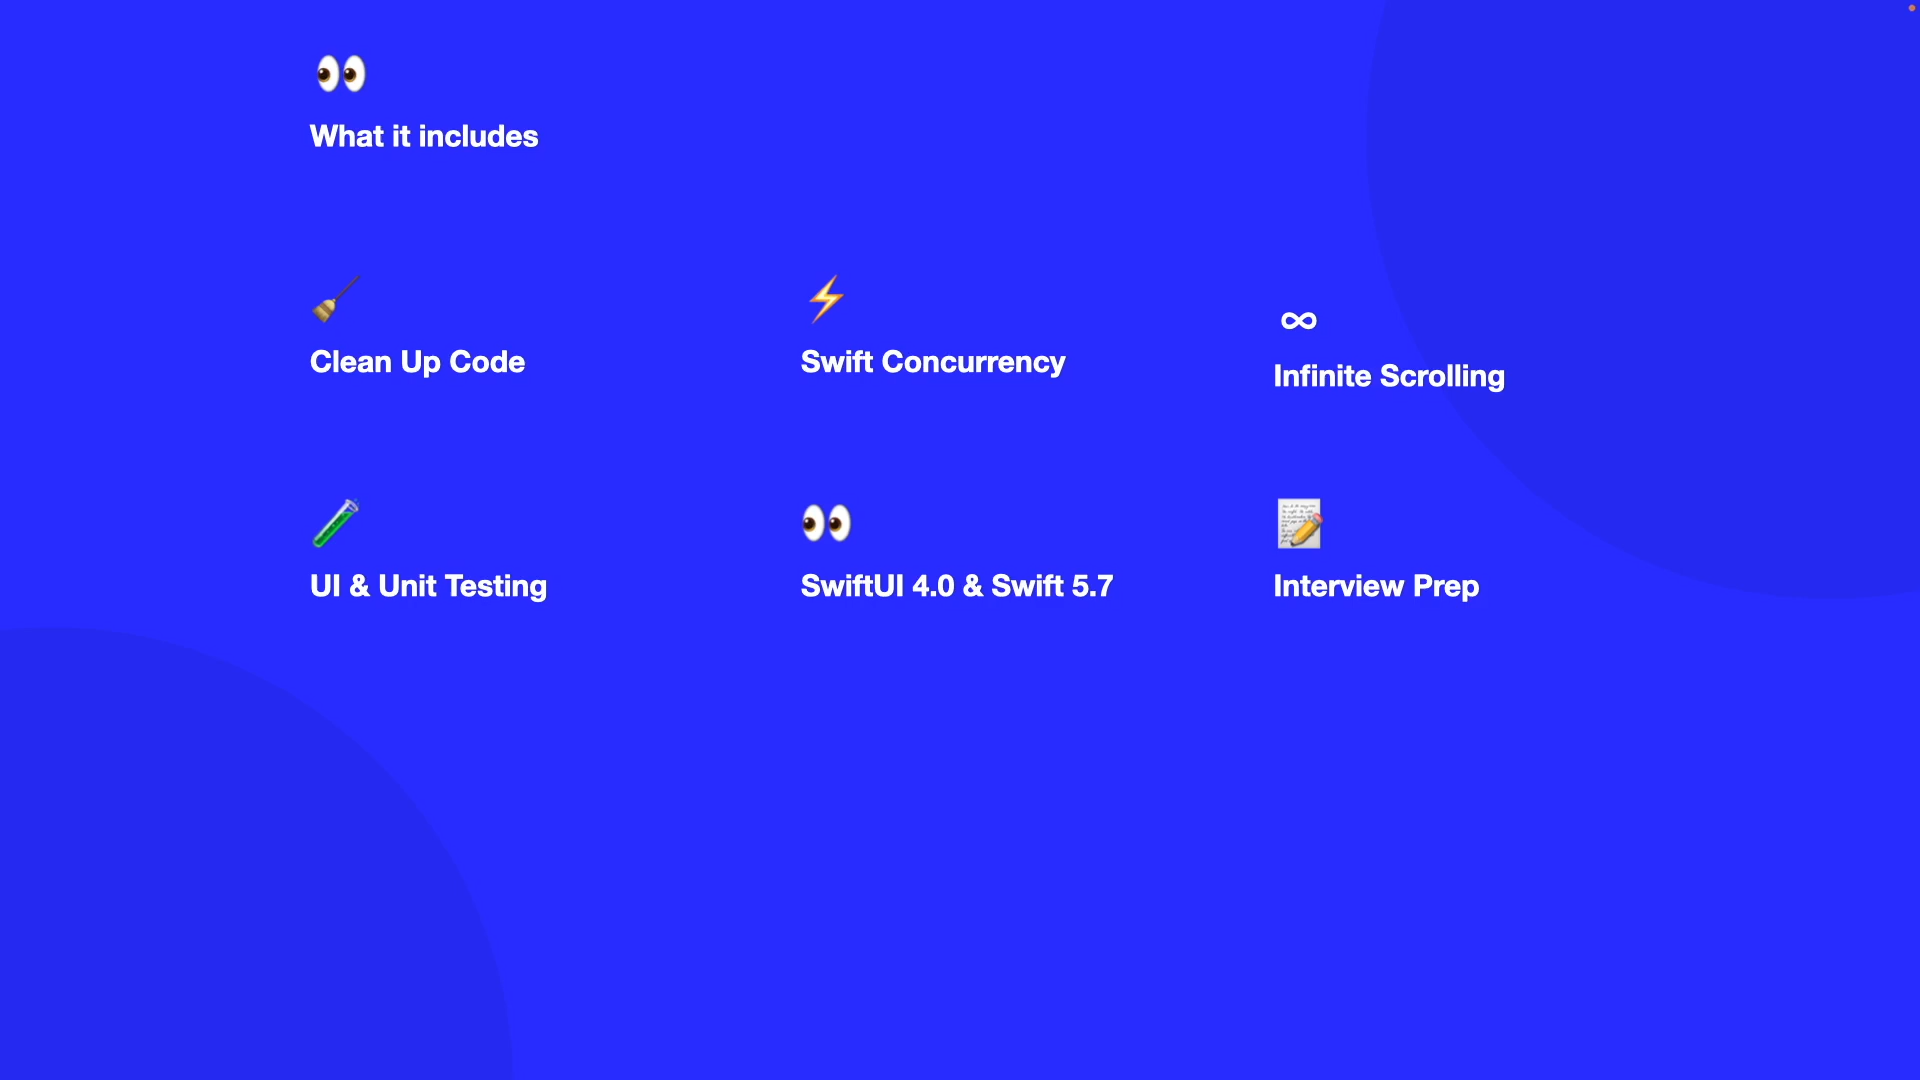 What it includes
Clean Up Code
Swift Concurrency
Infinite Scrolling
UI & Unit Testing
SwiftUI 4.0 & Swift 5.7
Interview Prep